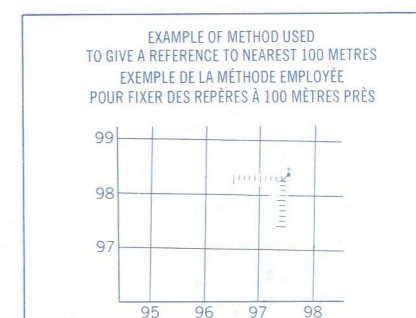 EXAMPLE OF METHOD USED
TO GIVE A REFERENCE TO NEAREST 100 METRES
EXEMPLE DE LA MÉTHODE EMPLOYÉE
POUR FIXER DES REPÈRES À 100 MÈTRES PRÈS
99
98
97
95 96 97 98